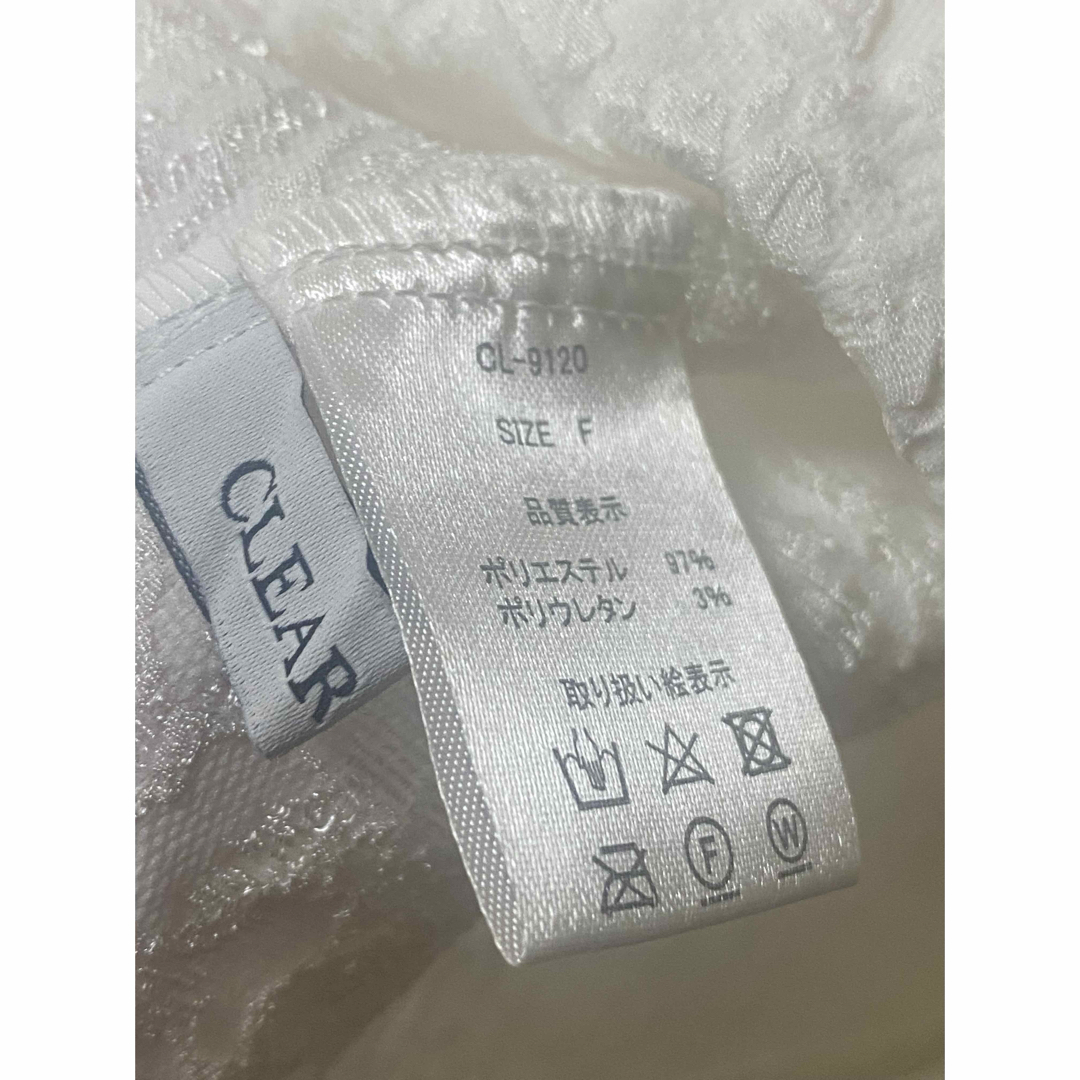 CLEAR
CL-9120
SIZE F
品質表示
ポリエステル 97%
ポリウレタン 3%
取り扱い絵表示
F
W